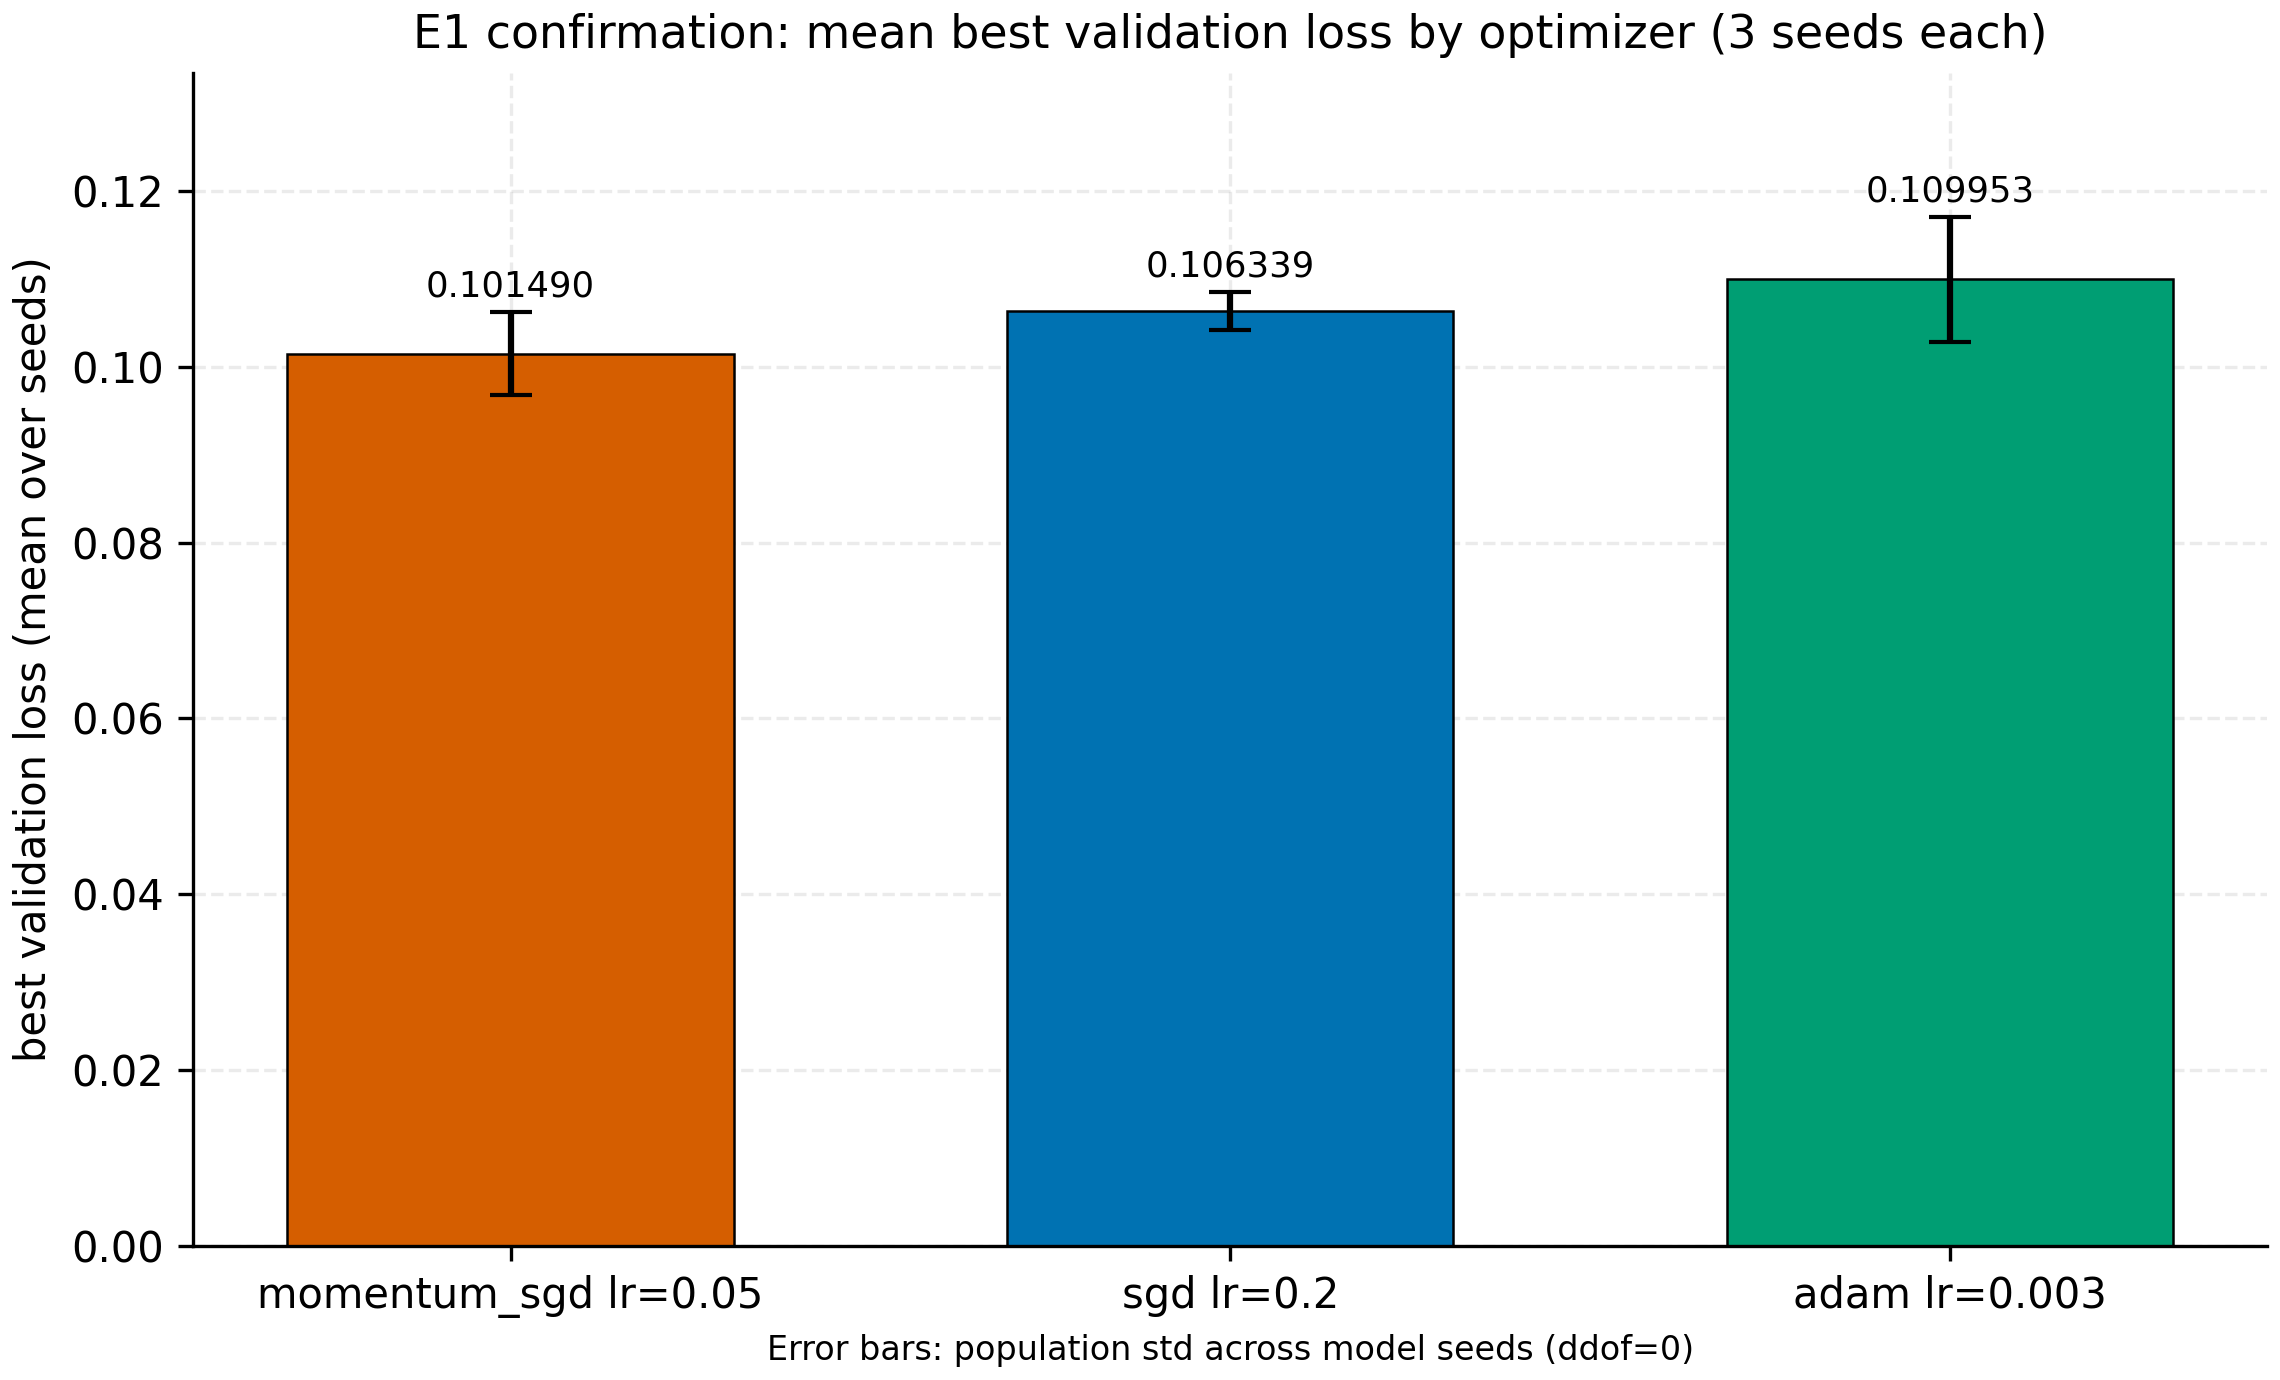 E1 confirmation: mean best validation loss by optimizer (3 seeds each)
best validation loss (mean over seeds)
0.12
0.10
0.08
0.06
0.04
0.02
0.00
0.101490
0.106339
0.109953
momentum_sgd lr=0.05
sgd lr=0.2
adam lr=0.003
Error bars: population std across model seeds (ddof=0)